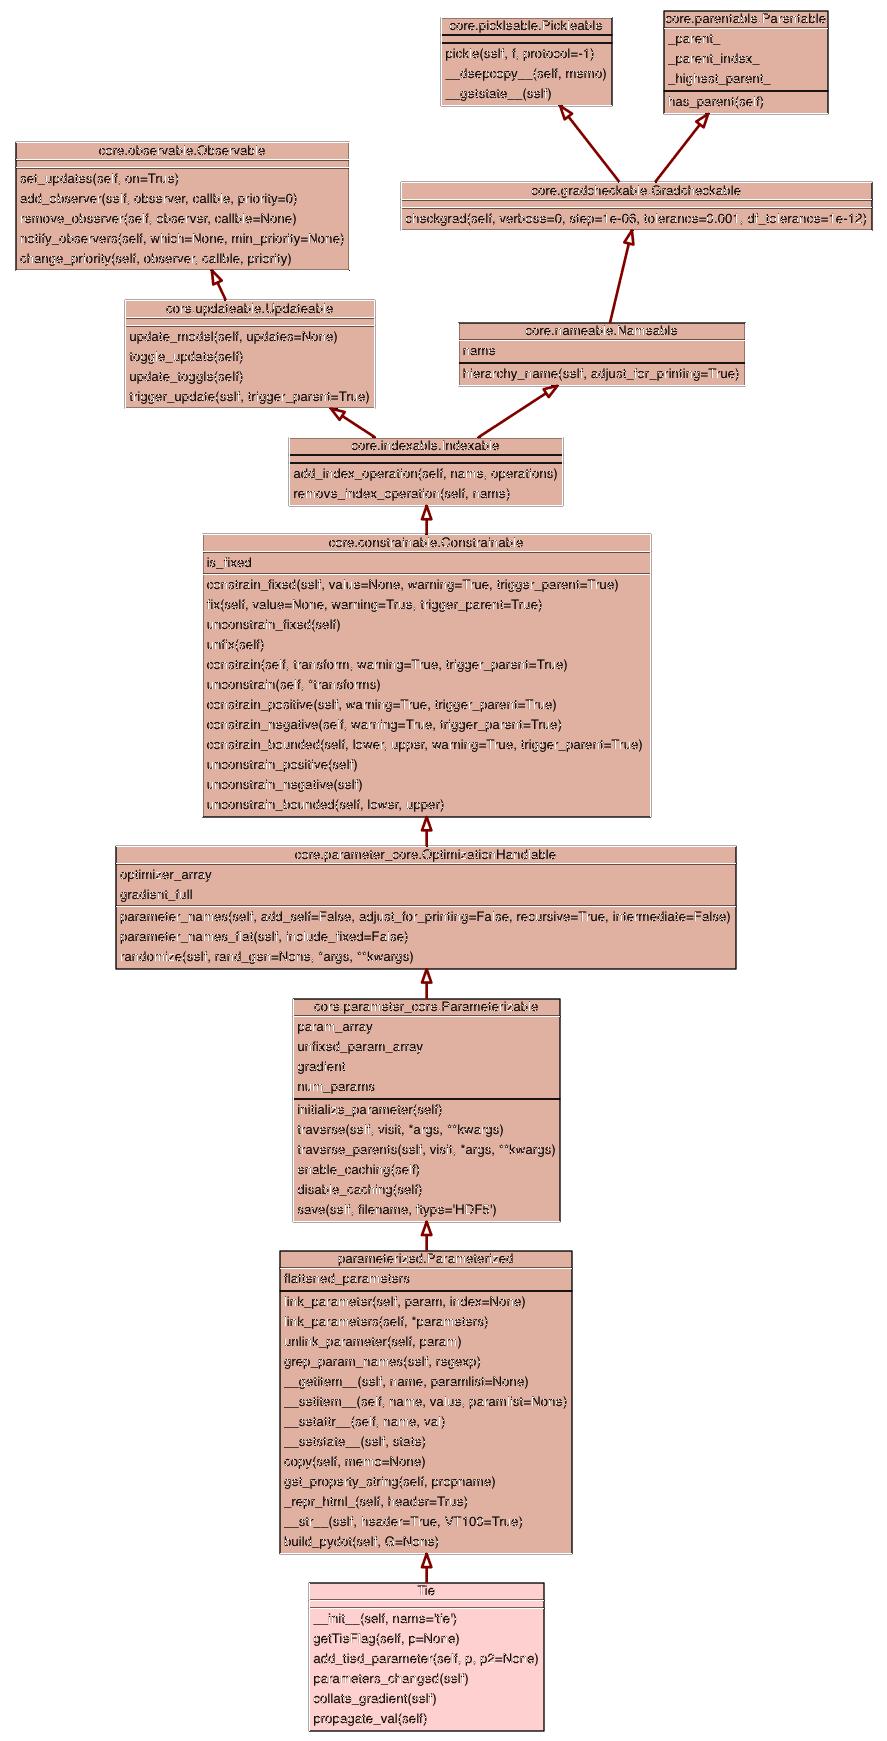 core.pickleable.Pickleable
pickle(self, f, protocol=-1)
__deepcopy__(self, memo)
__getstate__(self)
core.parentable.Parentable
_parent_
_parent_index_
_highest_parent_
has_parent(self)
core.observable.Observable
set_updates(self, on=True)
add_observer(self, observer, callble, priority=0)
remove_observer(self, observer, callble=None)
notify_observers(self, which=None, min_priority=None)
change_priority(self, observer, callble, priority)
core.gradcheckable.Gradcheckable
checkgrad(self, verbose=0, step=1e-06, tolerance=0.001, df_tolerance=1e-12)
core.updateable.Updateable
update_model(self, updates=None)
toggle_update(self)
update_toggle(self)
trigger_update(self, trigger_parent=True)
core.nameable.Nameable
name
hierarchy_name(self, adjust_for_printing=True)
core.indexable.Indexable
add_index_operation(self, name, operations)
remove_index_operation(self, name)
core.constrainable.Constrainable
is_fixed
constrain_fixed(self, value=None, warning=True, trigger_parent=True)
fix(self, value=None, warning=True, trigger_parent=True)
unconstrain_fixed(self)
unfix(self)
constrain(self, transform, warning=True, trigger_parent=True)
unconstrain(self, *transforms)
constrain_positive(self, warning=True, trigger_parent=True)
constrain_negative(self, warning=True, trigger_parent=True)
constrain_bounded(self, lower, upper, warning=True, trigger_parent=True)
unconstrain_positive(self)
unconstrain_negative(self)
unconstrain_bounded(self, lower, upper)
core.parameter_core.OptimizationHandlable
optimizer_array
gradient_full
parameter_names(self, add_self=False, adjust_for_printing=False, recursive=True, intermediate=False)
parameter_names_flat(self, include_fixed=False)
randomize(self, rand_gen=None, *args, **kwargs)
core.parameter_core.Parameterizable
param_array
unfixed_param_array
gradient
num_params
initialize_parameter(self)
traverse(self, visit, *args, **kwargs)
traverse_parents(self, visit, *args, **kwargs)
enable_caching(self)
disable_caching(self)
save(self, filename, ftype='HDF5')
parameterized.Parameterized
flattened_parameters
link_parameter(self, param, index=None)
link_parameters(self, *parameters)
unlink_parameter(self, param)
grep_param_names(self, regexp)
__getitem__(self, name, paramlist=None)
__setitem__(self, name, value, paramlist=None)
__setattr__(self, name, val)
__setstate__(self, state)
copy(self, memo=None)
get_property_string(self, propname)
_repr_html_(self, header=True)
__str__(self, header=True, VT100=True)
build_pydot(self, G=None)
Tie
__init__(self, name='tie')
getTieFlag(self, p=None)
add_tied_parameter(self, p, p2=None)
parameters_changed(self)
collate_gradient(self)
propagate_val(self)